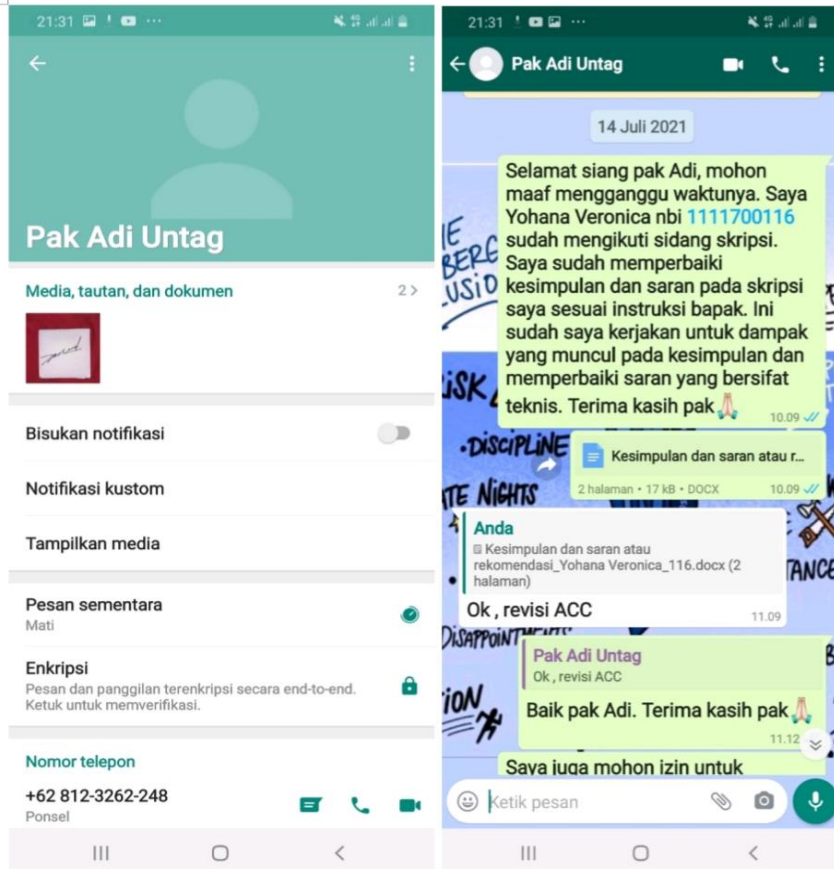 21:31
Pak Adi Untag
Media, tautan, dan dokumen
2 >
Bisukan notifikasi
Notifikasi kustom
Tampilkan media
Pesan sementara
Mati
Enkripsi
Pesan dan panggilan terenkripsi secara end-to-end.
Ketuk untuk memverifikasi.
Nomor telepon
+62 812-3262-248
Ponsel
21:31
Pak Adi Untag
14 Juli 2021
Selamat siang pak Adi, mohon
maaf mengganggu waktunya. Saya
Yohana Veronica nbi 1111700116
sudah mengikuti sidang skripsi.
Saya sudah memperbaiki
kesimpulan dan saran pada skripsi
saya sesuai instruksi bapak. Ini
sudah saya kerjakan untuk dampak
yang muncul pada kesimpulan dan
memperbaiki saran yang bersifat
teknis. Terima kasih pak🙏🏻
10.09
Kesimpulan dan saran atau r...
2 halaman • 17 kB • DOCX
10.09
Anda
Kesimpulan dan saran atau
rekomendasi_Yohana Veronica_116.docx (2
halaman)
Ok , revisi ACC
11.09
Pak Adi Untag
Ok , revisi ACC
Baik pak Adi. Terima kasih pak🙏🏻
11.12
Saya juga mohon izin untuk
Ketik pesan
•DISCIPLINE
NIGHTS